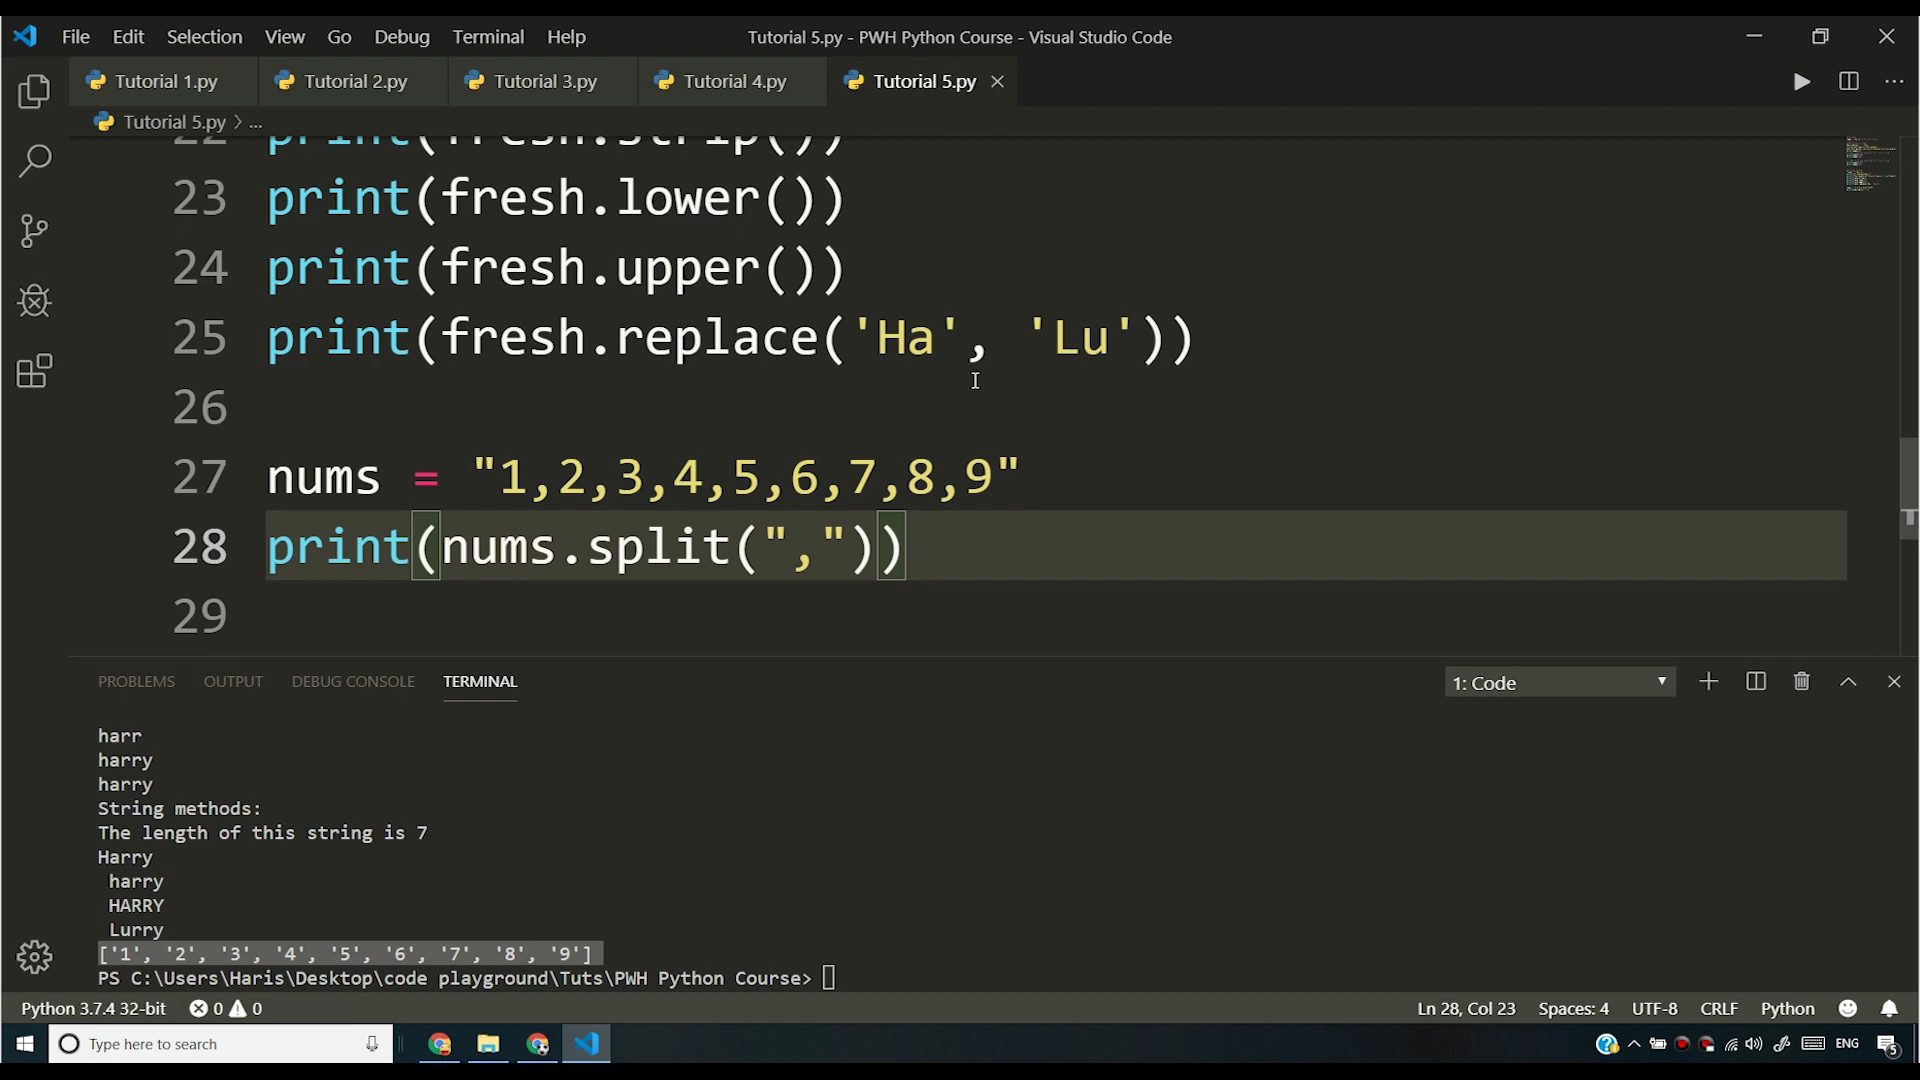 File Edit Selection View Go Debug Terminal Help
Tutorial 5.py - PWH Python Course - Visual Studio Code
Tutorial 1.py Tutorial 2.py Tutorial 3.py Tutorial 4.py Tutorial 5.py
Tutorial 5.py > ...
22 print(fresh.strip())
23 print(fresh.lower())
24 print(fresh.upper())
25 print(fresh.replace('Ha', 'Lu'))
26
27 nums = "1,2,3,4,5,6,7,8,9"
28 print(nums.split(","))
29
PROBLEMS OUTPUT DEBUG CONSOLE TERMINAL
1: Code
harr
harry
harry
String methods:
The length of this string is 7
Harry
harry
HARRY
Lurry
['1', '2', '3', '4', '5', '6', '7', '8', '9']
PS C:\Users\Haris\Desktop\code playground\Tuts\PWH Python Course>
Python 3.7.4 32-bit 0 0 Ln 28, Col 23 Spaces: 4 UTF-8 CRLF Python
Type here to search
ENG
5